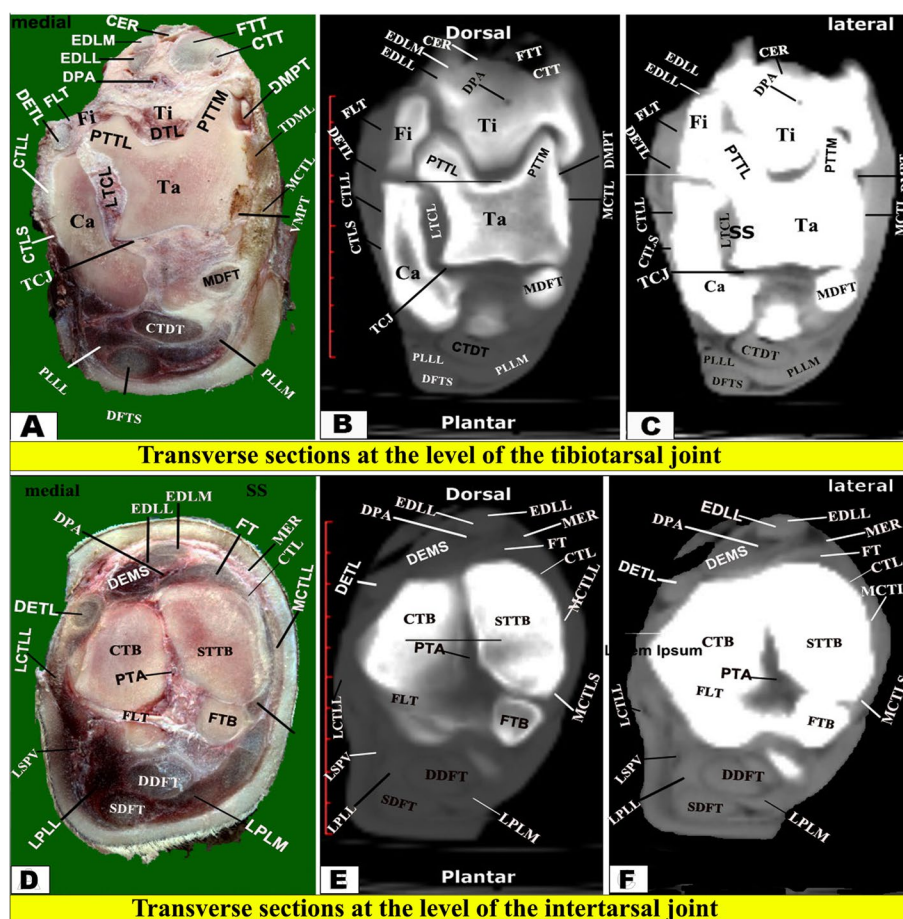 medial
CER
FTT
EDLM
CTT
EDLL
DPA
DMPT
FLT
DETL
Fi
Ti
PTTM
PTTL
DTL
TDML
CTLL
LTCL
Ta
MCTL
Ca
VMPT
CTLS
TCJ
MDFT
CTDT
PLLL
PLLM
DFTS
A
Dorsal
CER
EDLM
FTT
EDLL
DPA
CTT
FLT
Fi
Ti
DETL
PTTL
PTTM
DMPT
CTLL
LTCL
MCTL
Ta
CTLS
Ca
MDFT
TCJ
CTDT
PLLL
PLLM
DFTS
B
Plantar
lateral
CER
EDLL
DPA
EDLL
FLT
Fi
Ti
DETL
PTTM
PTTL
DMPT
CTLL
LTCL
MCTL
SS
Ta
CTLS
TCJ
Ca
MDFT
CTDT
PLLL
PLLM
DFTS
C
Transverse sections at the level of the tibiotarsal joint
medial
SS
EDLM
EDLL
DPA
FT
MER
CTL
DEMS
MCTLL
DETL
CTB
STTB
LCTLL
PTA
FLT
FTB
LSPV
DDFT
SDFT
LPLL
LPLM
D
Dorsal
EDLL
EDLL
DPA
MER
DEMS
FT
CTL
DETL
MCTLL
CTB
STTB
PTA
LCTLL
FLT
MCTLS
FTB
LSPV
DDFT
SDFT
LPLL
LPLM
E
Plantar
lateral
EDLL
EDLL
DPA
MER
DEMS
FT
CTL
DETL
MCTL
CTB
STTB
Lorem Ipsum
PTA
FLT
LCTLL
MCTLS
FTB
LSPV
DDFT
SDFT
LPLL
LPLM
F
Transverse sections at the level of the intertarsal joint